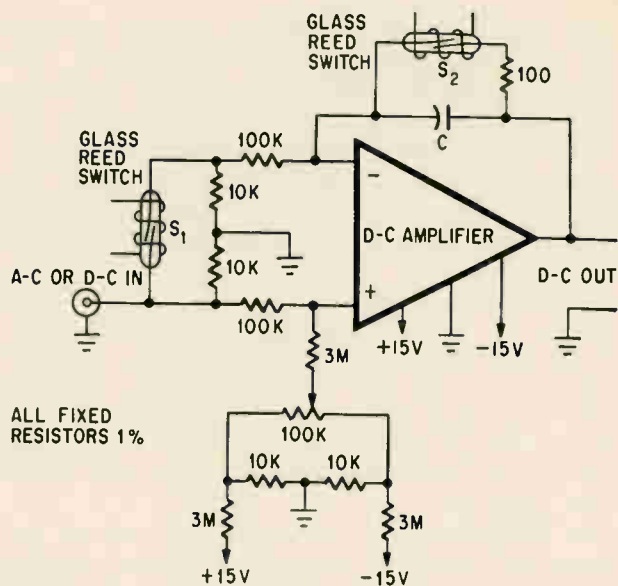 GLASS
REED
SWITCH
S2
100
C
GLASS
REED
SWITCH
100K
10K
S1
10K
100K
−
D-C AMPLIFIER
+
A-C OR D-C IN
D-C OUT
+15V
-15V
3M
100K
ALL FIXED
RESISTORS 1%
10K
10K
3M
3M
+15V
-15V